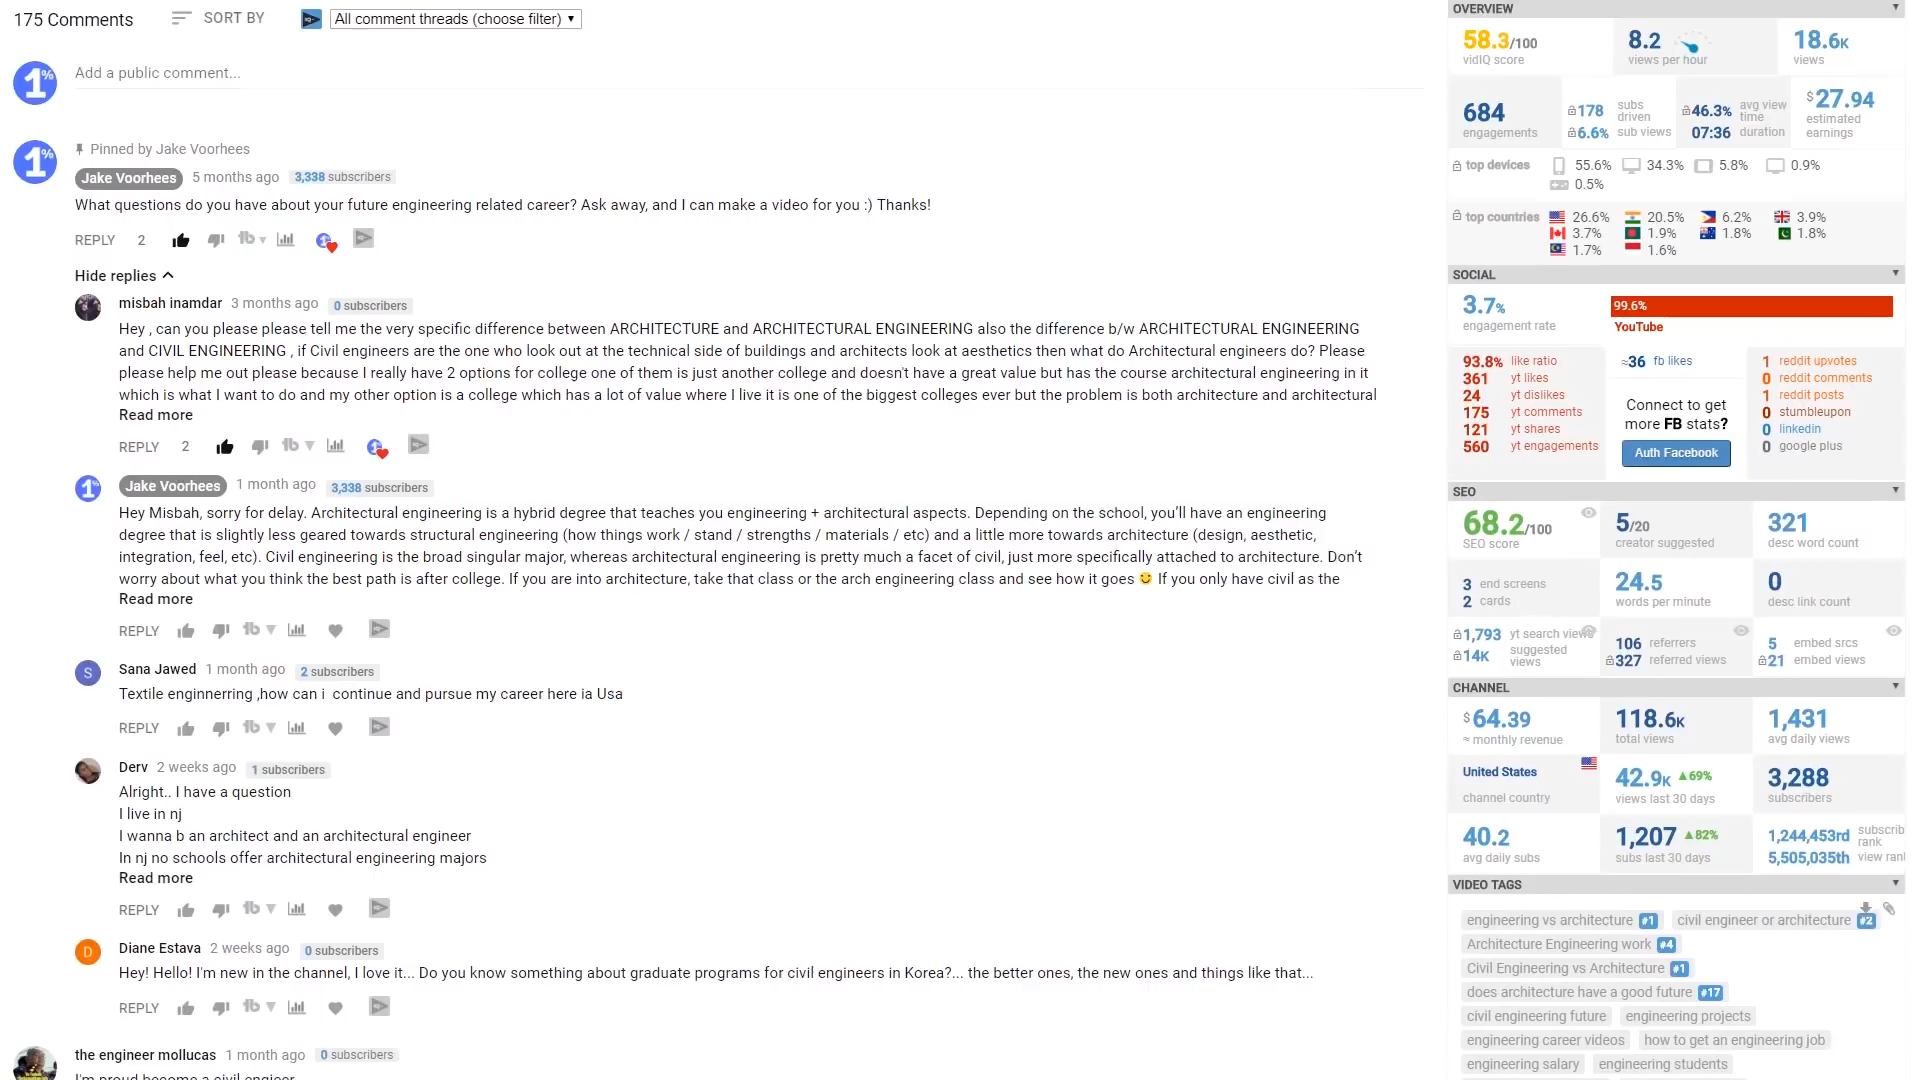 175 Comments
SORT BY
All comment threads (choose filter)
1%
Add a public comment...
1%
Pinned by Jake Voorhees
Jake Voorhees 5 months ago 3,338 subscribers
What questions do you have about your future engineering related career? Ask away, and I can make a video for you :) Thanks!
REPLY 2
Hide replies
misbah inamdar 3 months ago 0 subscribers
Hey , can you please please tell me the very specific difference between ARCHITECTURE and ARCHITECTURAL ENGINEERING also the difference b/w ARCHITECTURAL ENGINEERING
and CIVIL ENGINEERING , if Civil engineers are the one who look out at the technical side of buildings and architects look at aesthetics then what do Architectural engineers do? Please
please help me out please because I really have 2 options for college one of them is just another college and doesn't have a great value but has the course architectural engineering in it
which is what I want to do and my other option is a college which has a lot of value where I live it is one of the biggest colleges ever but the problem is both architecture and architectural
Read more
REPLY 2
Jake Voorhees 1 month ago 3,338 subscribers
Hey Misbah, sorry for delay. Architectural engineering is a hybrid degree that teaches you engineering + architectural aspects. Depending on the school, you’ll have an engineering
degree that is slightly less geared towards structural engineering (how things work / stand / strengths / materials / etc) and a little more towards architecture (design, aesthetic,
integration, feel, etc). Civil engineering is the broad singular major, whereas architectural engineering is pretty much a facet of civil, just more specifically attached to architecture. Don’t
worry about what you think the best path is after college. If you are into architecture, take that class or the arch engineering class and see how it goes 🙂 If you only have civil as the
Read more
REPLY
S
Sana Jawed 1 month ago 2 subscribers
Textile enginnerring ,how can i continue and pursue my career here ia Usa
REPLY
Derv 2 weeks ago 1 subscribers
Alright.. I have a question
I live in nj
I wanna b an architect and an architectural engineer
In nj no schools offer architectural engineering majors
Read more
REPLY
D
Diane Estava 2 weeks ago 0 subscribers
Hey! Hello! I'm new in the channel, I love it... Do you know something about graduate programs for civil engineers in Korea?... the better ones, the new ones and things like that...
REPLY
the engineer mollucas 1 month ago 0 subscribers
I'm proud become a civil engieer
OVERVIEW
58.3/100 8.2 18.6K
vidIQ score views per hour views
684 engagements
178 subs driven
6.6% sub views
46.3% avg view time
07:36 duration
$27.94 estimated earnings
top devices 55.6% 34.3% 5.8% 0.9%
0.5%
top countries 26.6% 20.5% 6.2% 3.9%
3.7% 1.9% 1.8% 1.8%
1.7% 1.6%
SOCIAL
3.7% engagement rate
99.6%
YouTube
93.8% like ratio
361 yt likes
24 yt dislikes
175 yt comments
121 yt shares
560 yt engagements
≈36 fb likes
Connect to get
more FB stats?
Auth Facebook
1 reddit upvotes
0 reddit comments
1 reddit posts
0 stumbleupon
0 linkedin
0 google plus
SEO
68.2/100 5/20 321
SEO score creator suggested desc word count
3 end screens
2 cards
24.5 words per minute
0 desc link count
1,793 yt search views
14K suggested views
106 referrers
327 referred views
5 embed srcs
21 embed views
CHANNEL
$64.39 118.6K 1,431
≈ monthly revenue total views avg daily views
United States 42.9K 69% 3,288
channel country views last 30 days subscribers
40.2 avg daily subs
1,207 82% subs last 30 days
1,244,453rd subscrib rank
5,505,035th view ran
VIDEO TAGS
engineering vs architecture #1 civil engineer or architecture #2
Architecture Engineering work #4
Civil Engineering vs Architecture #1
does architecture have a good future #17
civil engineering future engineering projects
engineering career videos how to get an engineering job
engineering salary engineering students